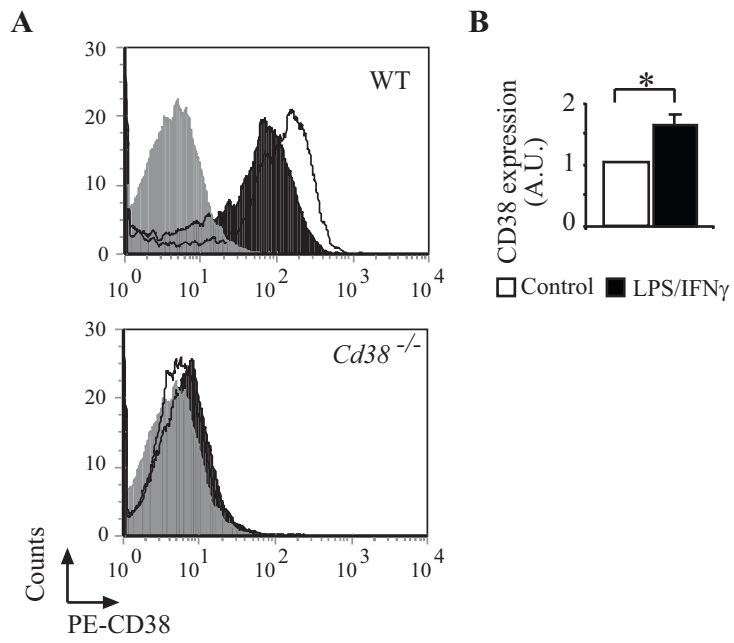 A
30
20
10
0
WT
10^0 10^1 10^2 10^3 10^4
30
20
10
0
Cd38 -/-
10^0 10^1 10^2 10^3 10^4
Counts
PE-CD38
B
CD38 expression
(A.U.)
2
1
0
*
Control LPS/IFNγ